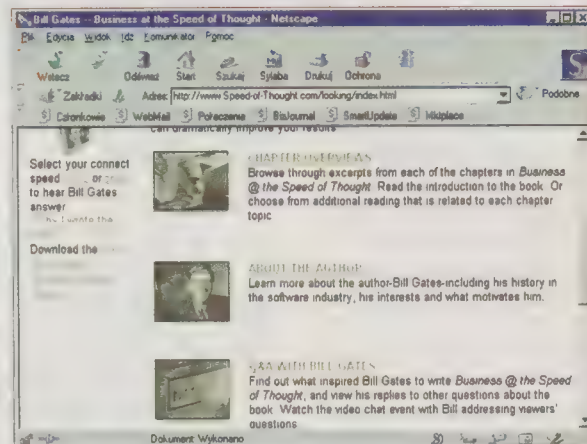 Bill Gates -- Business at the Speed of Thought - Netscape
Plik Edycja Widok Idź Komunikator Pomoc
Wstecz Odśwież Start Szukaj Sylaba Drukuj Ochrona
Zakładki Adres: http://www.Speed-of-Thought.com/looking/index.html Podobne
Członkowie WebMail Połączenia BizJournal SmartUpdate Mktplace
can dramatically improve your results
Select your connect
speed or
to hear Bill Gates
answer
Download the
CHAPTER OVERVIEWS
Browse through excerpts from each of the chapters in Business
@ the Speed of Thought. Read the introduction to the book. Or
choose from additional reading that is related to each chapter
topic
ABOUT THE AUTHOR
Learn more about the author-Bill Gates-including his history in
the software industry, his interests and what motivates him.
Q&A WITH BILL GATES
Find out what inspired Bill Gates to write Business @ the Speed
of Thought, and view his replies to other questions about the
book. Watch the video chat event with Bill addressing viewers'
questions
Dokument Wykonano